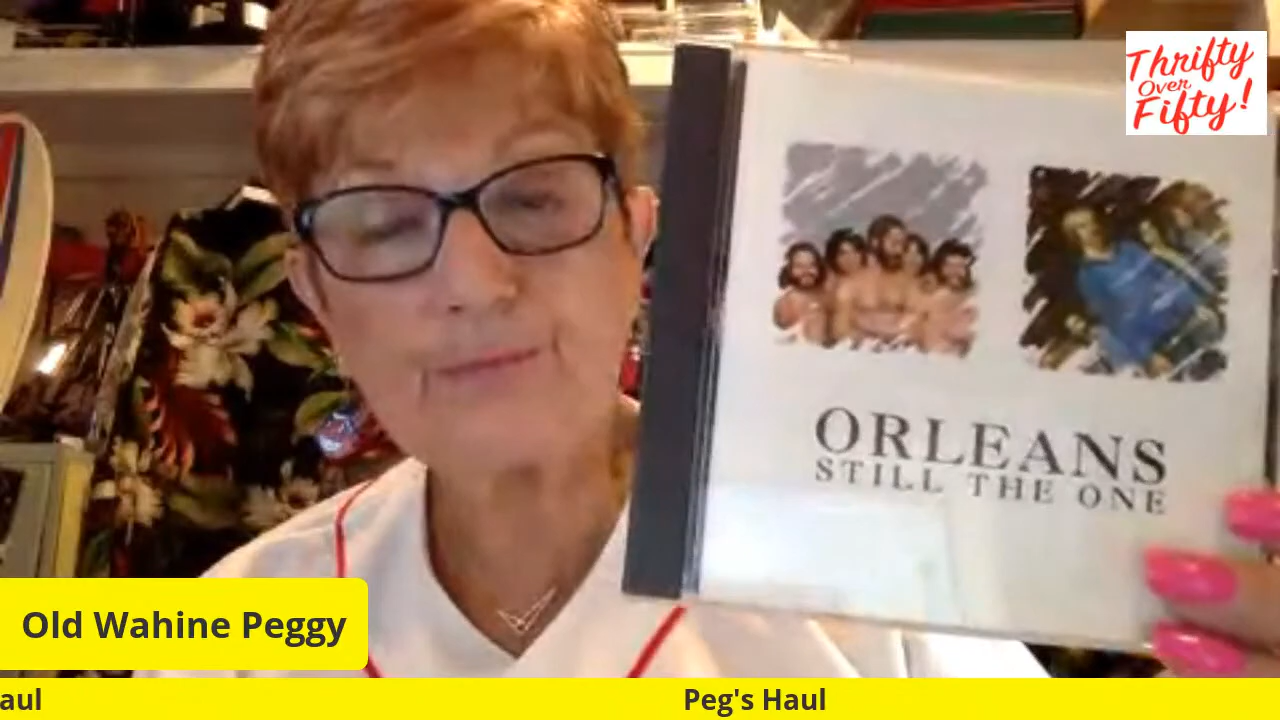 Thrifty
Over
Fifty!
ORLEANS
STILL THE ONE
Old Wahine Peggy
aul
Peg's Haul